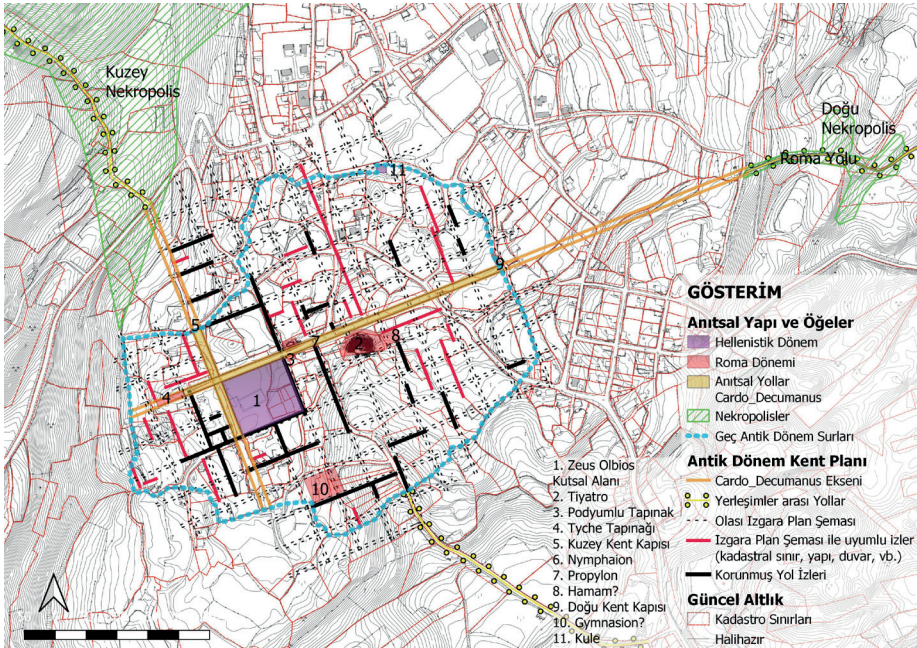 Kuzey
Nekropolis
Doğu
Nekropolis
Roma Yolu
11
9
5
7
3
2
8
4
1
10
GÖSTERİM
Anıtsal Yapı ve Öğeler
Hellenistik Dönem
Roma Dönemi
Anıtsal Yollar
Cardo_Decumanus
Nekropolisler
Geç Antik Dönem Surları
Antik Dönem Kent Planı
Cardo_Decumanus Ekseni
Yerleşimler arası Yollar
Olası Izgara Plan Şeması
Izgara Plan Şeması ile uyumlu izler
(kadastral sınır, yapı, duvar, vb.)
Korunmuş Yol İzleri
Güncel Altlık
Kadastro Sınırları
Halihazır
1. Zeus Olbios
Kutsal Alanı
2. Tiyatro
3. Podyumlu Tapınak
4. Tyche Tapınağı
5. Kuzey Kent Kapısı
6. Nymphaion
7. Propylon
8. Hamam?
9. Doğu Kent Kapısı
10. Gymnasion?
11. Kule